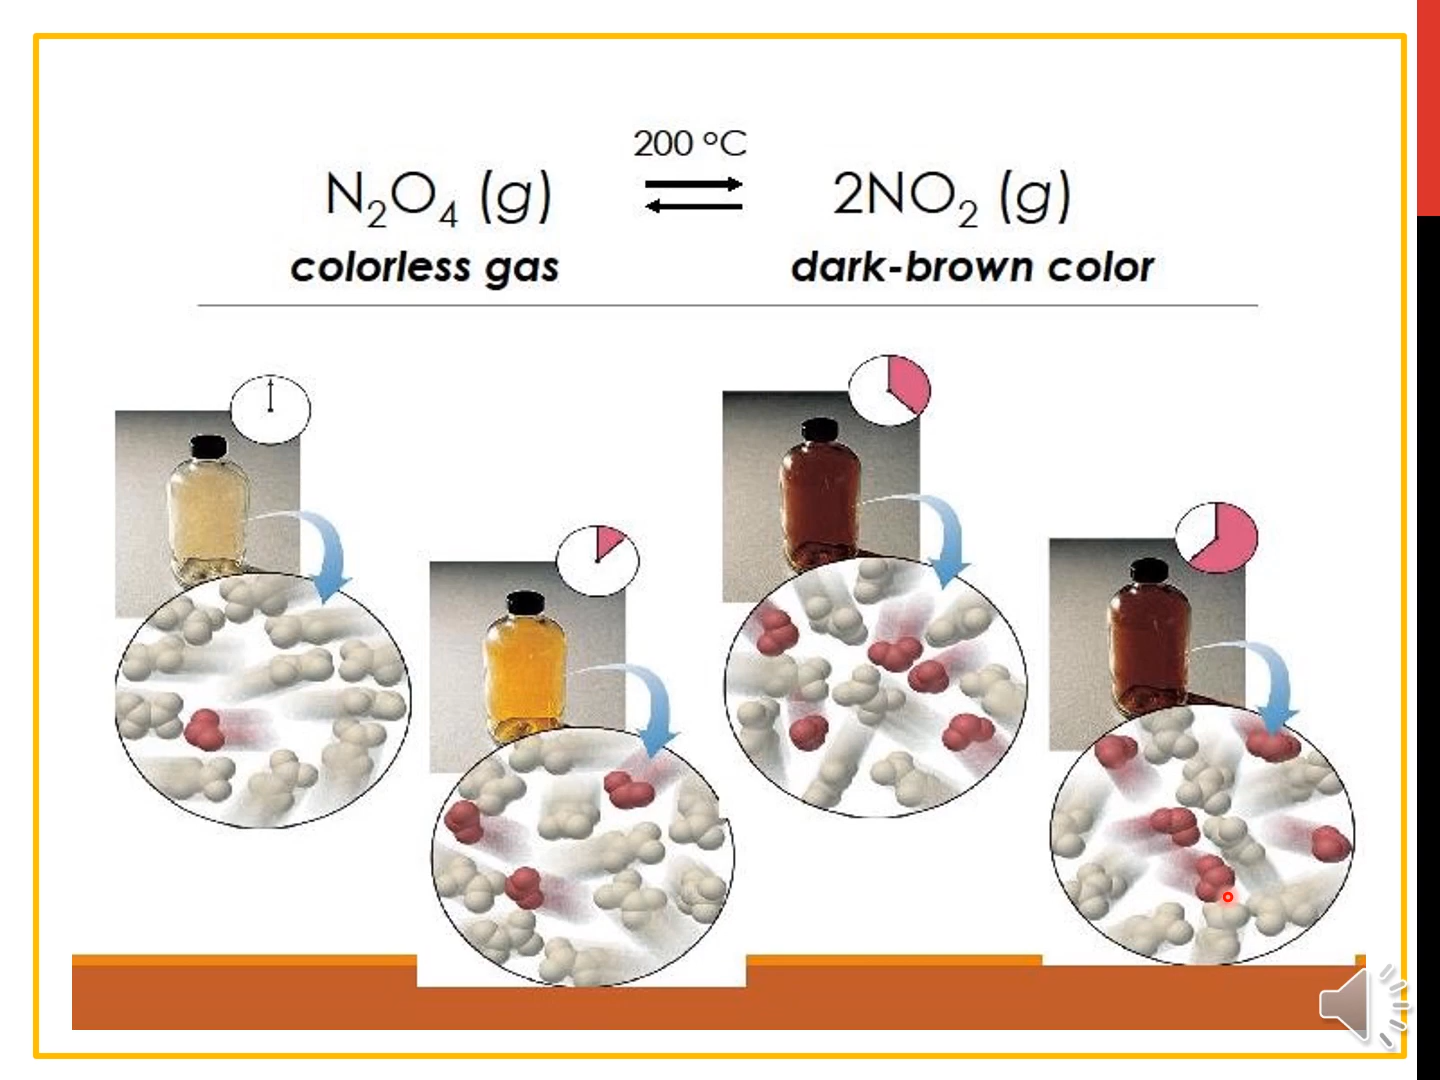 200 °C
N₂O₄ (g) ⇌ 2NO₂ (g)
colorless gas dark-brown color